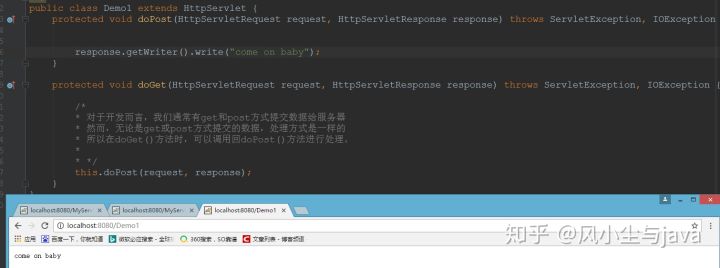 public class Demo1 extends HttpServlet {
protected void doPost(HttpServletRequest request, HttpServletResponse response) throws ServletException, IOException
response.getWriter().write("come on baby");
}
protected void doGet(HttpServletRequest request, HttpServletResponse response) throws ServletException, IOException {
/*
* 对于开发而言，我们通常有get和post方式提交数据给服务器
* 然而，无论是get或post方式提交的数据，处理方式是一样的
* 所以在doGet()方法时，可以调用回doPost()方法进行处理。
*
* */
this.doPost(request, response);
}
localhost:8080/MySer
localhost:8080/MySer
localhost:8080/Demo1
localhost:8080/Demo1
应用
百度一下，你就知道
微软必应搜索 - 全球
360搜索，SO靠谱
文章列表 - 博客频道
come on baby
知乎 @风小尘与java